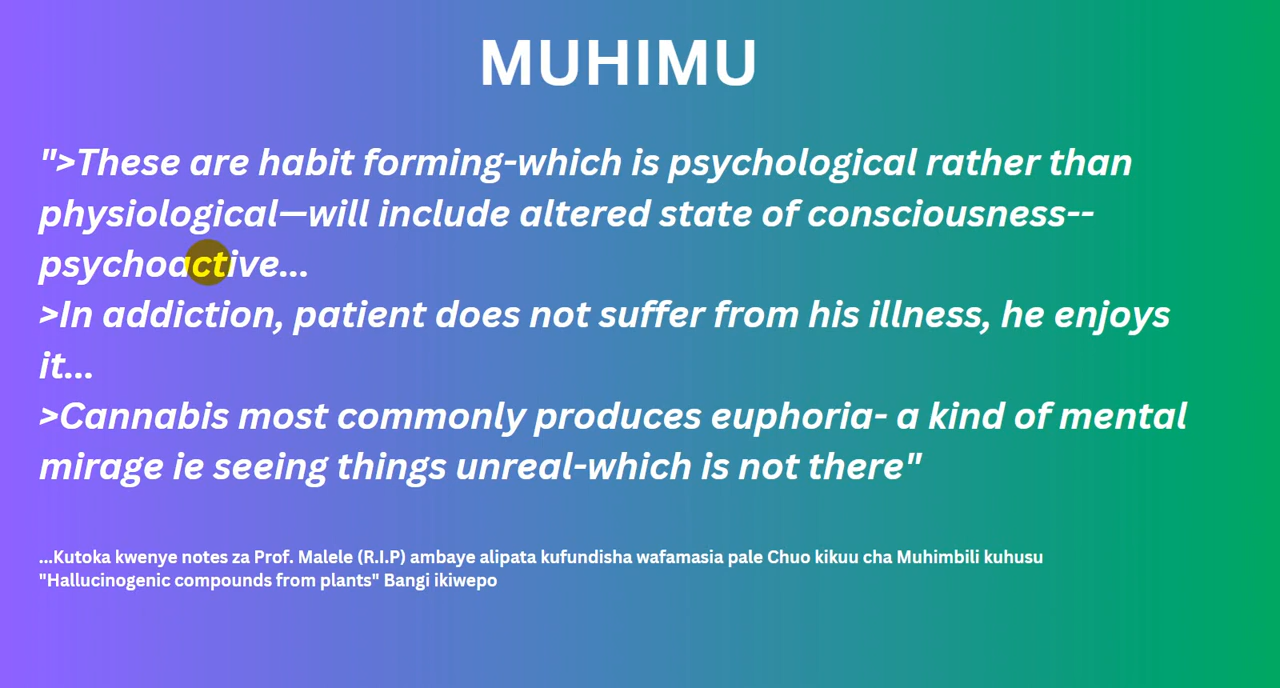 MUHIMU
">These are habit forming-which is psychological rather than
physiological—will include altered state of consciousness--
psychoactive...
>In addiction, patient does not suffer from his illness, he enjoys
it...
>Cannabis most commonly produces euphoria- a kind of mental
mirage ie seeing things unreal-which is not there"
...Kutoka kwenye notes za Prof. Malele (R.I.P) ambaye alipata kufundisha wafamasia pale Chuo kikuu cha Muhimbili kuhusu
"Hallucinogenic compounds from plants" Bangi ikiwepo